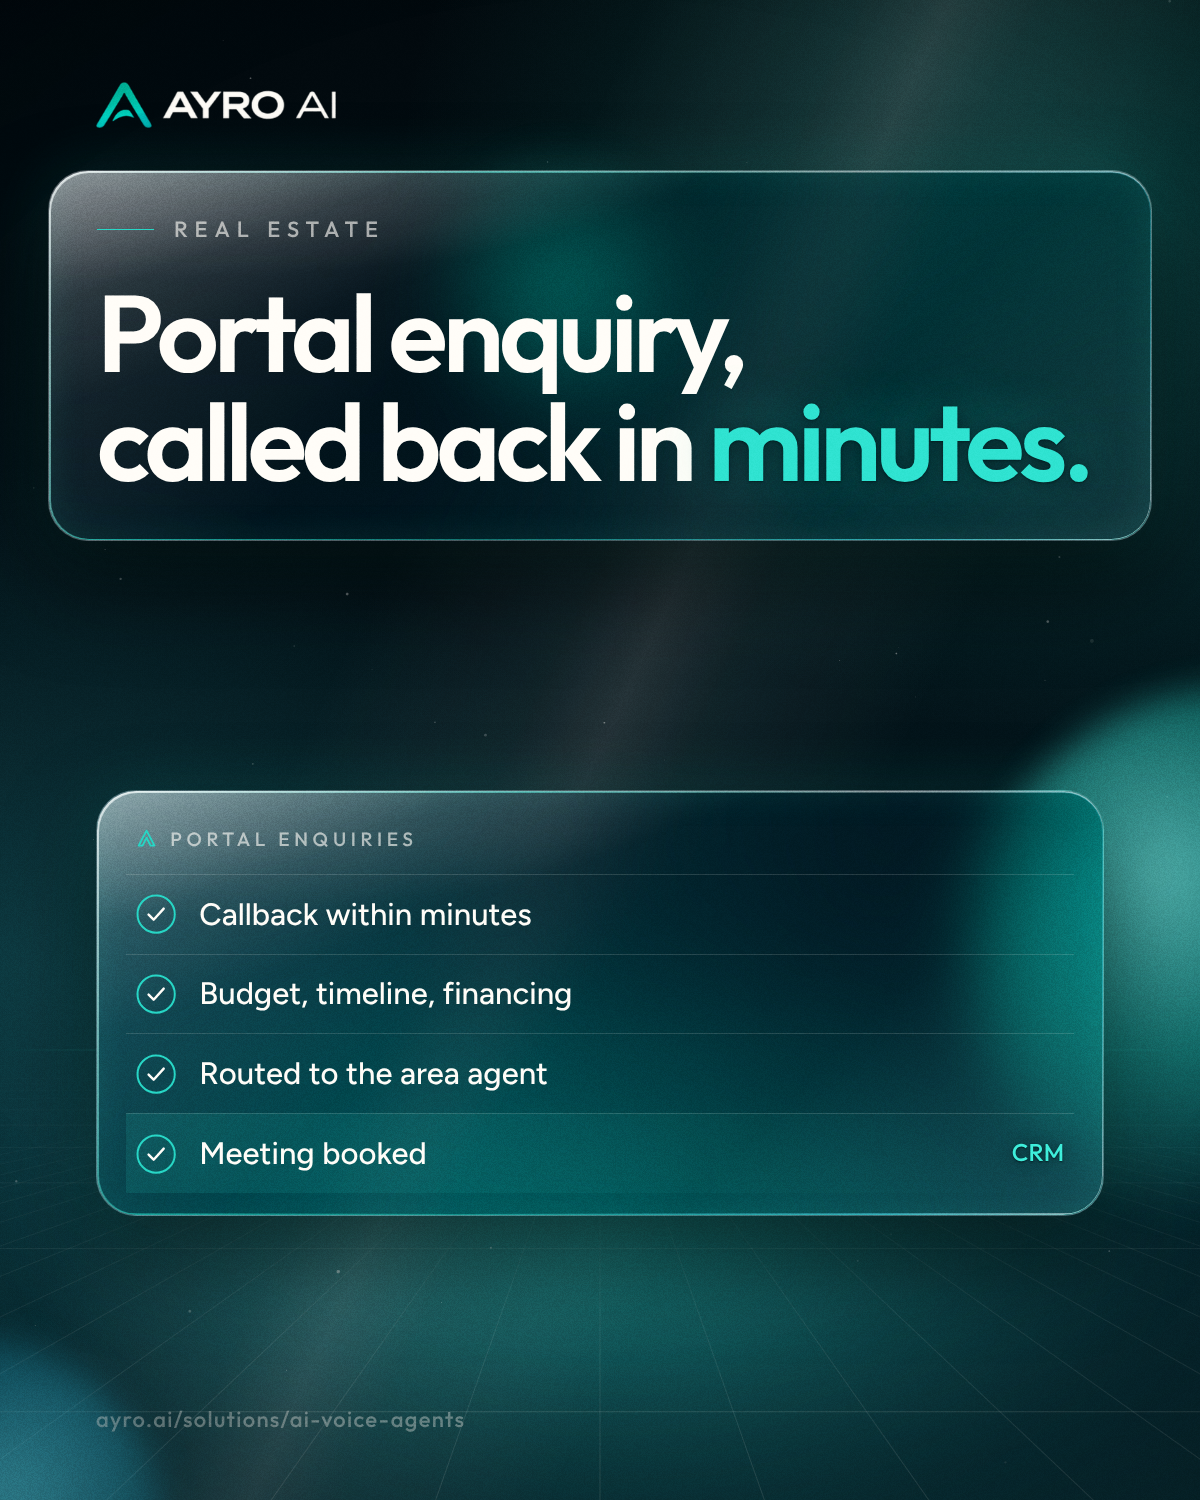 AYRO AI
REAL ESTATE
Portal enquiry,
called back in minutes.
PORTAL ENQUIRIES
Callback within minutes
Budget, timeline, financing
Routed to the area agent
Meeting booked CRM
ayro.ai/solutions/ai-voice-agents